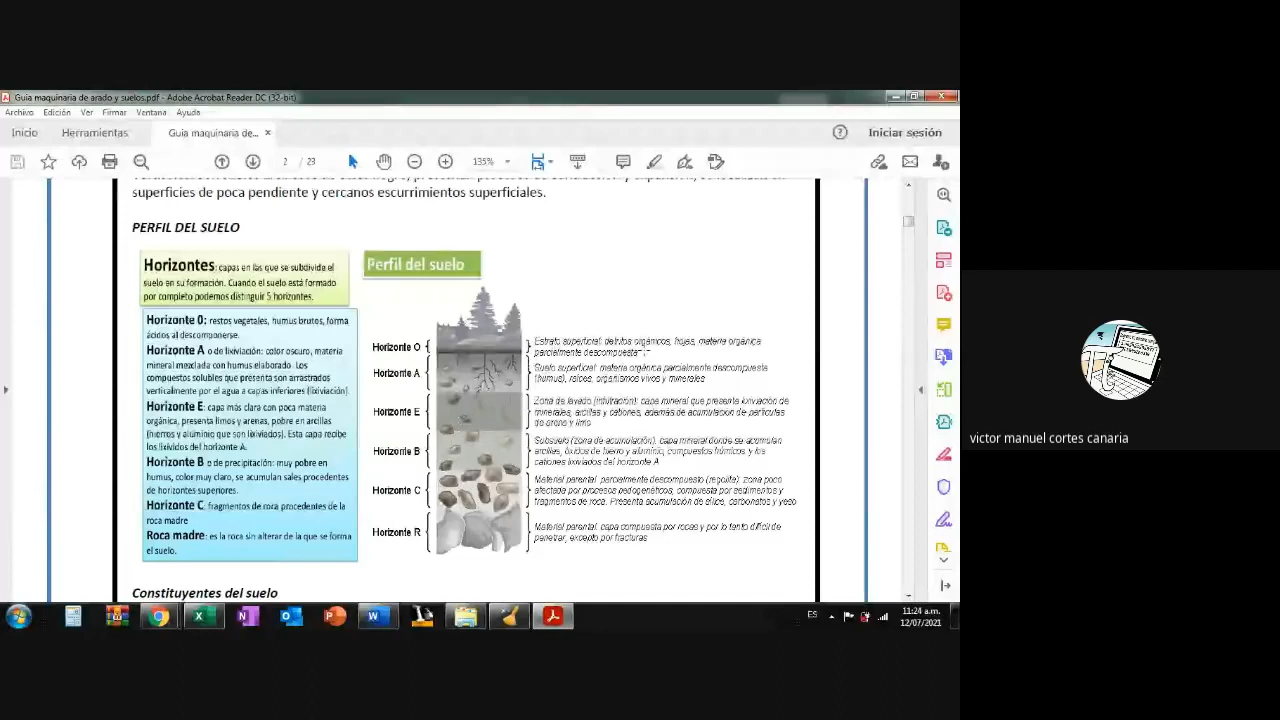 Guia maquinaria de arado y suelos.pdf - Adobe Acrobat Reader DC (32-bit)
Archivo Edición Ver Firmar Ventana Ayuda
Inicio Herramientas Guia maquinaria de... × Iniciar sesión
2 / 23 135%
superficies de poca pendiente y cercanos escurrimientos superficiales.
PERFIL DEL SUELO
Horizontes: capas en las que se subdivide el
suelo en su formación. Cuando el suelo está formado
por completo podemos distinguir 5 horizontes.
Horizonte 0: restos vegetales, humus brutos, forma
ácidos al descomponerse.
Horizonte A o de lixiviación: color oscuro, materia
mineral mezclada con humus elaborado. Los
compuestos solubles que presenta son arrastrados
verticalmente por el agua a capas inferiores (lixiviación).
Horizonte E: capa más clara con poca materia
orgánica, presenta limos y arenas, pobre en arcillas
(hierros y aluminio que son lixiviados). Esta capa recibe
los lixiviados del horizonte A.
Horizonte B o de precipitación: muy pobre en
humus, color muy claro, se acumulan sales procedentes
de horizontes superiores.
Horizonte C: fragmentos de roca procedentes de la
roca madre
Roca madre: es la roca sin alterar de la que se forma
el suelo.
Perfil del suelo
Horizonte O
Estrato superficial: detritos orgánicos, hojas, materia orgánica
parcialmente descompuesta
Horizonte A
Suelo superficial: materia orgánica parcialmente descompuesta
(humus), raíces, organismos vivos y minerales
Horizonte E
Zona de lavado (infiltración): capa mineral que presenta lixiviación de
minerales, arcillas y cationes, además de acumulación de partículas
de arena y limo
Horizonte B
Subsuelo (zona de acumulación): capa mineral donde se acumulan
arcillas, óxidos de hierro y aluminio, compuestos húmicos y los
cationes lixiviados del horizonte A
Horizonte C
Material parental: parcialmente descompuesto (regolita): zona poco
afectada por procesos pedogenéticos, compuesta por sedimentos y
fragmentos de roca. Presenta acumulación de sílice, carbonatos y yeso
Horizonte R
Material parental: capa compuesta por rocas y por lo tanto difícil de
penetrar, excepto por fracturas
Constituyentes del suelo
ES 11:24 a.m.
12/07/2021
victor manuel cortes canaria